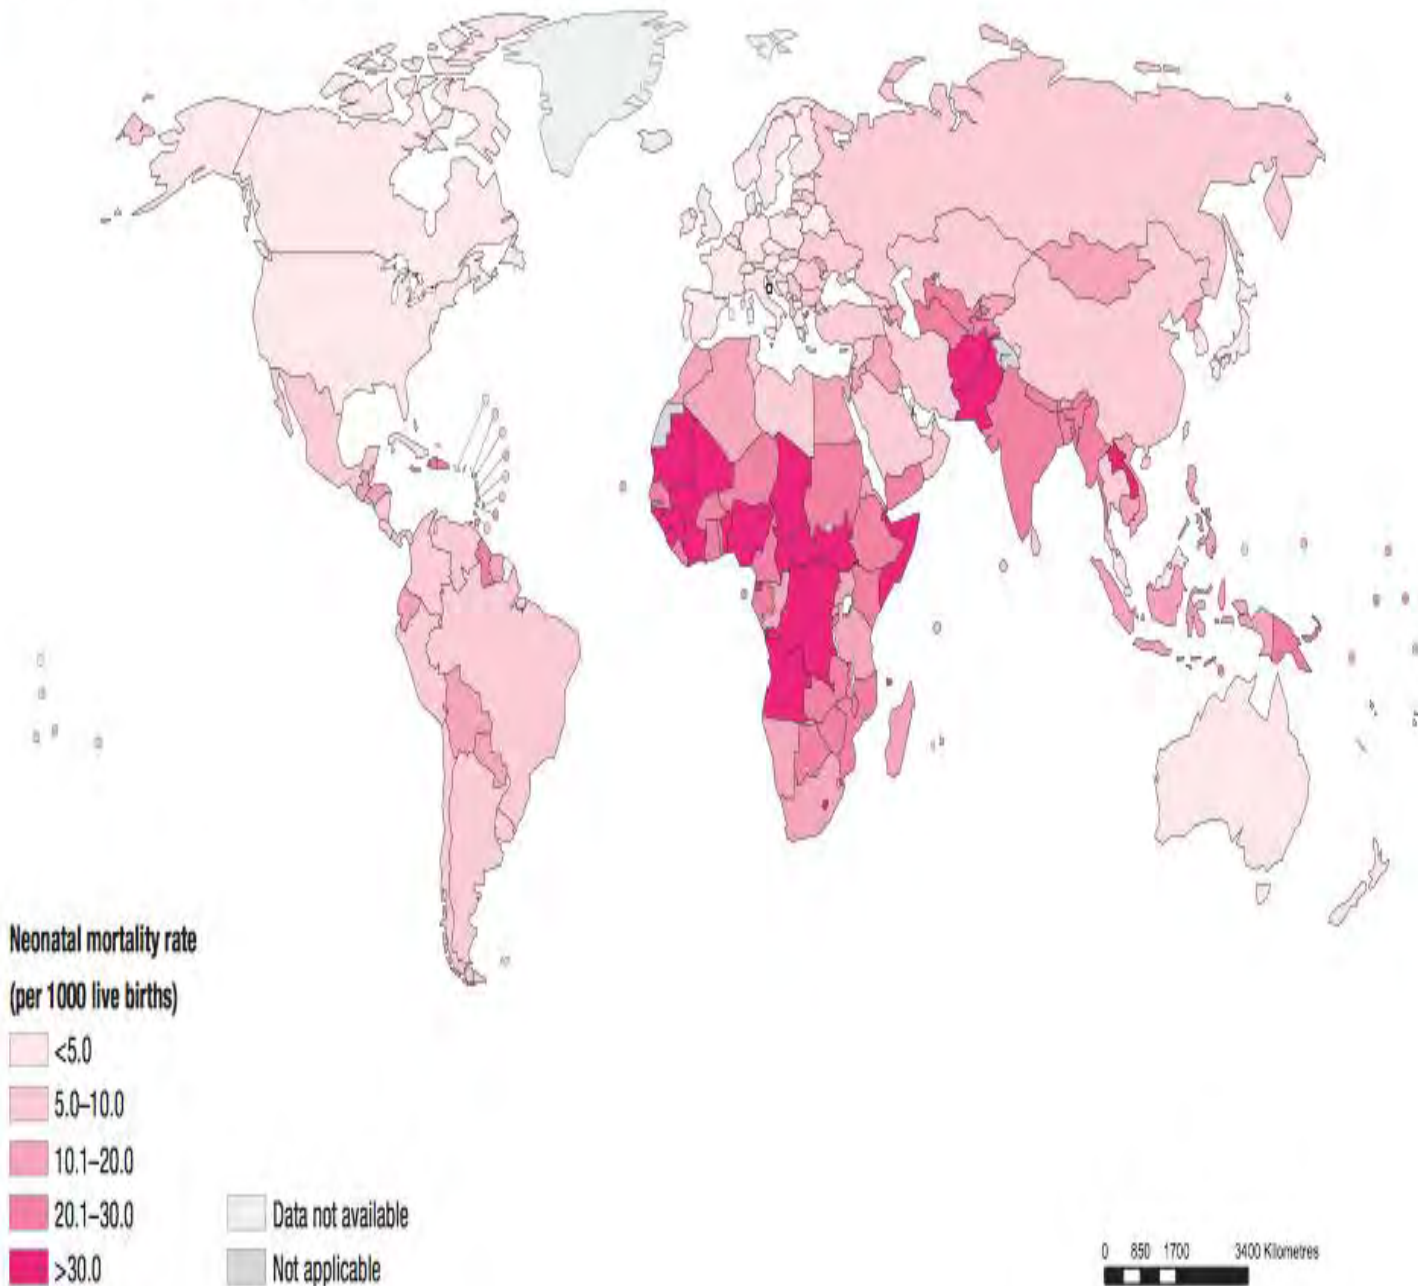 Neonatal mortality rate
(per 1000 live births)
<5.0
5.0–10.0
10.1–20.0
20.1–30.0
>30.0
Data not available
Not applicable
0 850 1700 3400 Kilometres